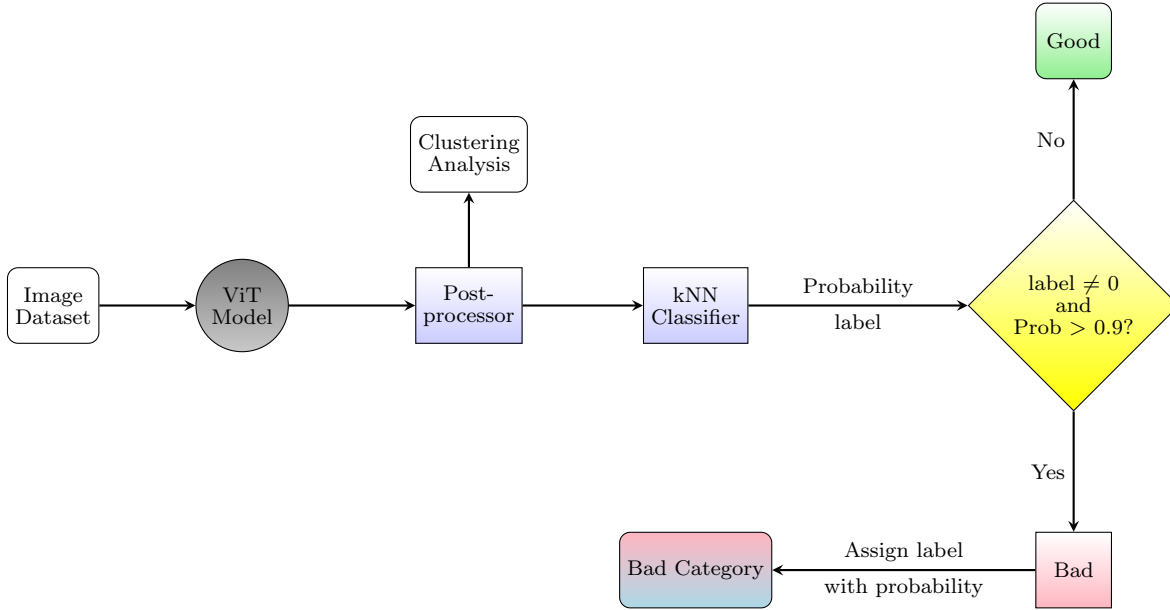 Good
No
Clustering
Analysis
Image
Dataset
ViT
Model
Post-
processor
kNN
Classifier
Probability
label
label ≠ 0
and
Prob > 0.9?
Yes
Bad Category
Assign label
with probability
Bad